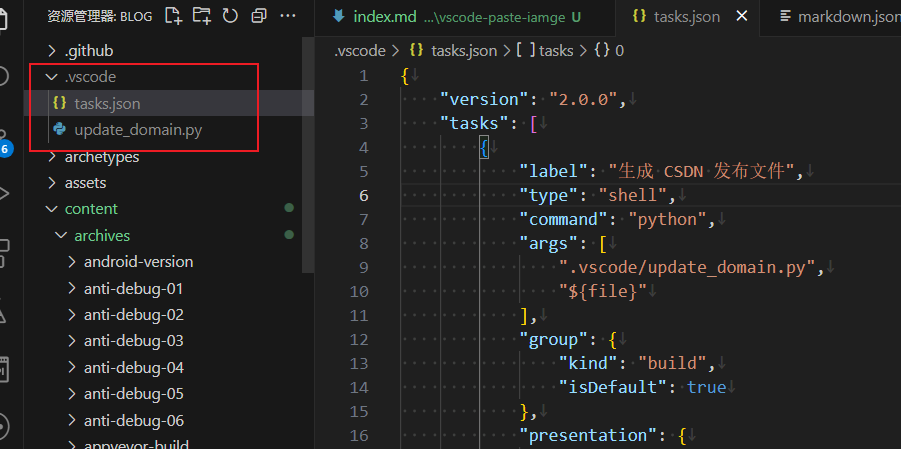 资源管理器: BLOG
.github
.vscode
{} tasks.json
update_domain.py
archetypes
assets
content
archives
android-version
anti-debug-01
anti-debug-02
anti-debug-03
anti-debug-04
anti-debug-05
anti-debug-06
appveyor-build
6
index.md ...\vscode-paste-iamge U
{} tasks.json
markdown.json
.vscode > {} tasks.json > [ ] tasks > {} 0
1 {
2 "version": "2.0.0",
3 "tasks": [
4 {
5 "label": "生成 CSDN 发布文件",
6 "type": "shell",
7 "command": "python",
8 "args": [
9 ".vscode/update_domain.py",
10 "${file}"
11 ],
12 "group": {
13 "kind": "build",
14 "isDefault": true
15 },
16 "presentation": {